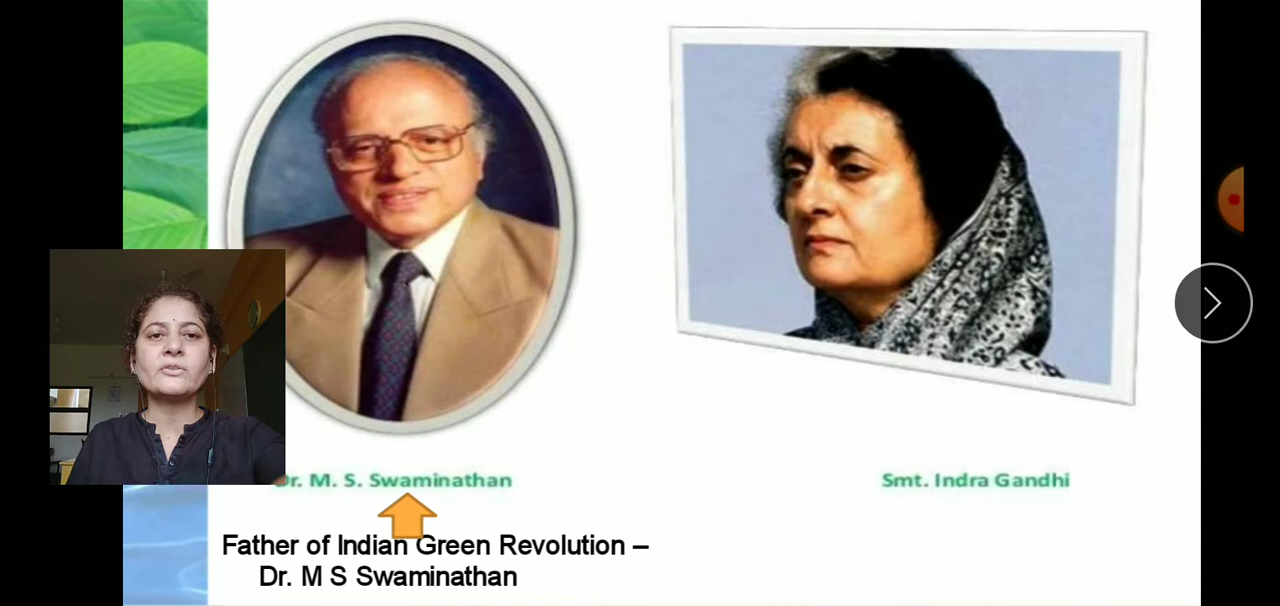 Dr. M. S. Swaminathan
Smt. Indra Gandhi
Father of Indian Green Revolution –
Dr. M S Swaminathan